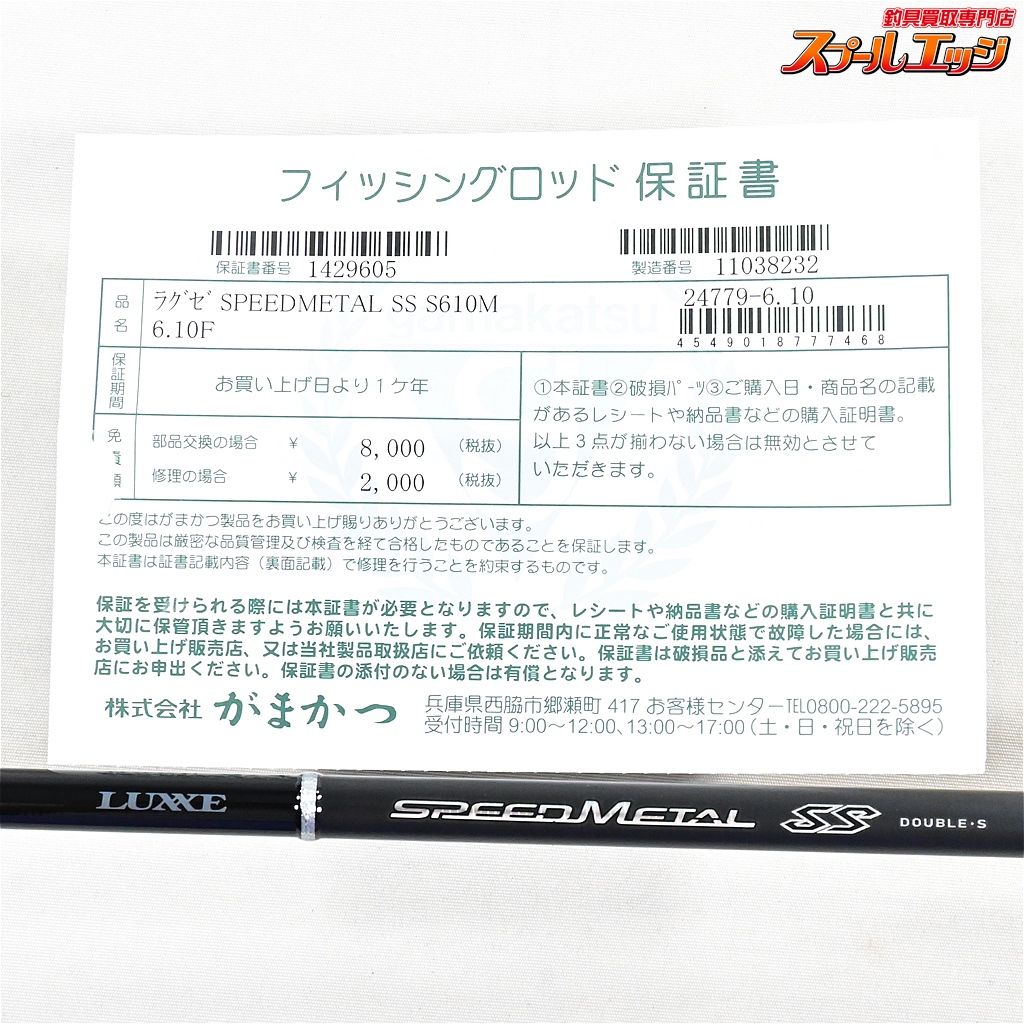 釣具買取専門店
スプールエッジ
フィッシングロッド 保証書
保証書番号 1429605
製造番号 11038232
品名
ラグゼ SPEEDMETAL SS S610M
6.10F
24779-6.10
4549018777468
gamakatsu
保証期間
お買い上げ日より1ケ年
免責額
部品交換の場合 ¥ 8,000 (税抜)
修理の場合 ¥ 2,000 (税抜)
①本証書②破損パーツ③ご購入日・商品名の記載
があるレシートや納品書などの購入証明書。
以上3点が揃わない場合は無効とさせて
いただきます。
この度はがまかつ製品をお買い上げ賜りありがとうございます。
この製品は厳密な品質管理及び検査を経て合格したものであることを保証します。
本証書は証書記載内容（裏面記載）で修理を行うことを約束するものです。
保証を受けられる際には本証書が必要となりますので、レシートや納品書などの購入証明書と共に
大切に保管頂きますようお願いいたします。保証期間内に正常なご使用状態で故障した場合には、
お買い上げ販売店、又は当社製品取扱店にご依頼ください。保証書は破損品と添えてお買い上げ販売
店にお申出ください。保証書の添付のない場合は有償となります。
株式会社 がまかつ
兵庫県西脇市郷瀬町 417 お客様センターTEL0800-222-5895
受付時間 9:00〜12:00、13:00〜17:00（土・日・祝日を除く）
LUXXE
SPEEDMETAL SS DOUBLE・S